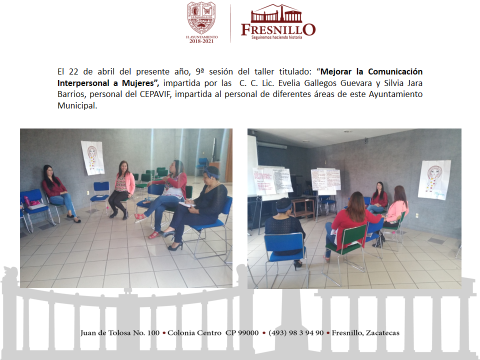 H. AYUNTAMIENTO
2018-2021
FRESNILLO
Seguiremos haciendo historia
El 22 de abril del presente año, 9ª sesión del taller titulado: "Mejorar la Comunicación
Interpersonal a Mujeres", impartida por las C. C. Lic. Evelia Gallegos Guevara y Silvia Jara
Barrios, personal del CEPAVIF, impartida al personal de diferentes áreas de este Ayuntamiento
Municipal.
Juan de Tolosa No. 100 • Colonia Centro CP 99000 • (493) 98 3 94 90 • Fresnillo, Zacatecas